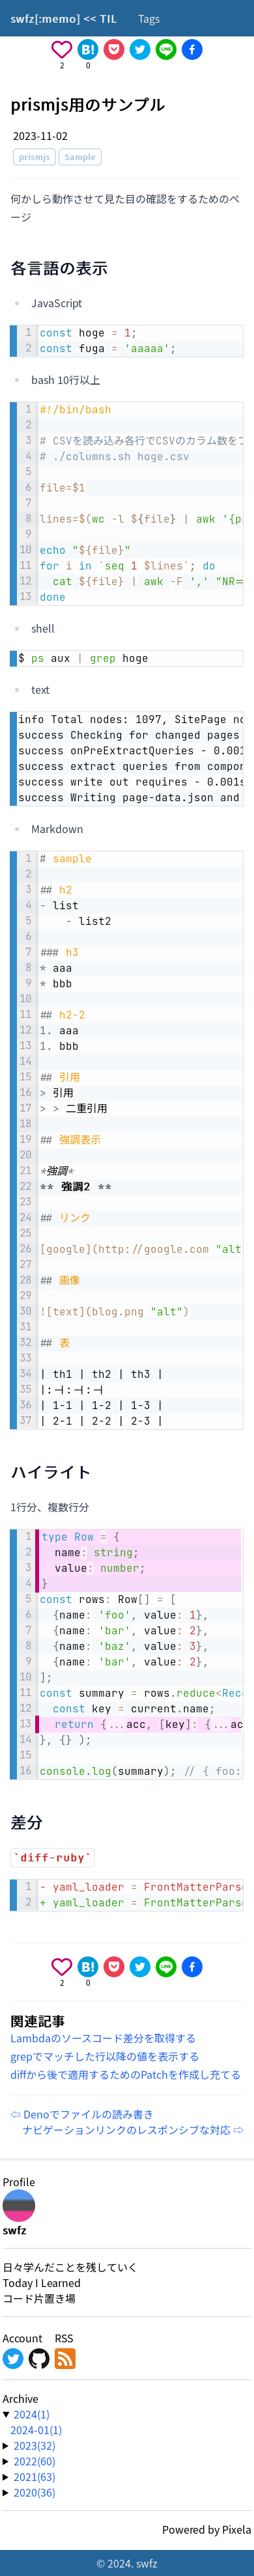 swfz[:memo] << TIL Tags
2 0
prismjs用のサンプル
2023-11-02
prismjs Sample
何かしら動作させて見た目の確認をするためのペ
ージ
各言語の表示
JavaScript
1 const hoge = 1;
2 const fuga = 'aaaaa';
bash 10行以上
1 #!/bin/bash
2
3 # CSVを読み込み各行でCSVのカラム数を
4 # ./columns.sh hoge.csv
5
6 file=$1
7
8 lines=$(wc -l ${file} | awk '{p
9
10 echo "${file}"
11 for i in `seq 1 $lines`; do
12 cat ${file} | awk -F ',' "NR=
13 done
shell
$ ps aux | grep hoge
text
info Total nodes: 1097, SitePage no
success Checking for changed pages
success onPreExtractQueries - 0.001
success extract queries from compon
success write out requires - 0.001s
success Writing page-data.json and
Markdown
1 # sample
2
3 ## h2
4 - list
5 - list2
6
7 ### h3
8 * aaa
9 * bbb
10
11 ## h2-2
12 1. aaa
13 1. bbb
14
15 ## 引用
16 > 引用
17 > > 二重引用
18
19 ## 強調表示
20
21 *強調*
22 ** 強調2 **
23
24 ## リンク
25
26 [google](http://google.com "alt
27
28 ## 画像
29
30 ![text](blog.png "alt")
31
32 ## 表
33
34 | th1 | th2 | th3 |
35 |:-|:-|:-|
36 | 1-1 | 1-2 | 1-3 |
37 | 2-1 | 2-2 | 2-3 |
ハイライト
1行分、複数行分
1 type Row = {
2 name: string;
3 value: number;
4 }
5 const rows: Row[] = [
6 {name: 'foo', value: 1},
7 {name: 'bar', value: 2},
8 {name: 'baz', value: 3},
9 {name: 'bar', value: 2},
10 ];
11 const summary = rows.reduce<Reco
12 const key = current.name;
13 return {...acc, [key]: {...ac
14 }, {} );
15
16 console.log(summary); // { foo:
差分
`diff-ruby`
1 - yaml_loader = FrontMatterPars
2 + yaml_loader = FrontMatterPars
2 0
関連記事
Lambdaのソースコード差分を取得する
grepでマッチした行以降の値を表示する
diffから後で適用するためのPatchを作成し充てる
⇦ Denoでファイルの読み書き
ナビゲーションリンクのレスポンシブな対応 ⇨
Profile
swfz
日々学んだことを残していく
Today I Learned
コード片置き場
Account RSS
Archive
▼ 2024(1)
2024-01(1)
▶ 2023(32)
▶ 2022(60)
▶ 2021(63)
▶ 2020(36)
Powered by Pixela
© 2024. swfz